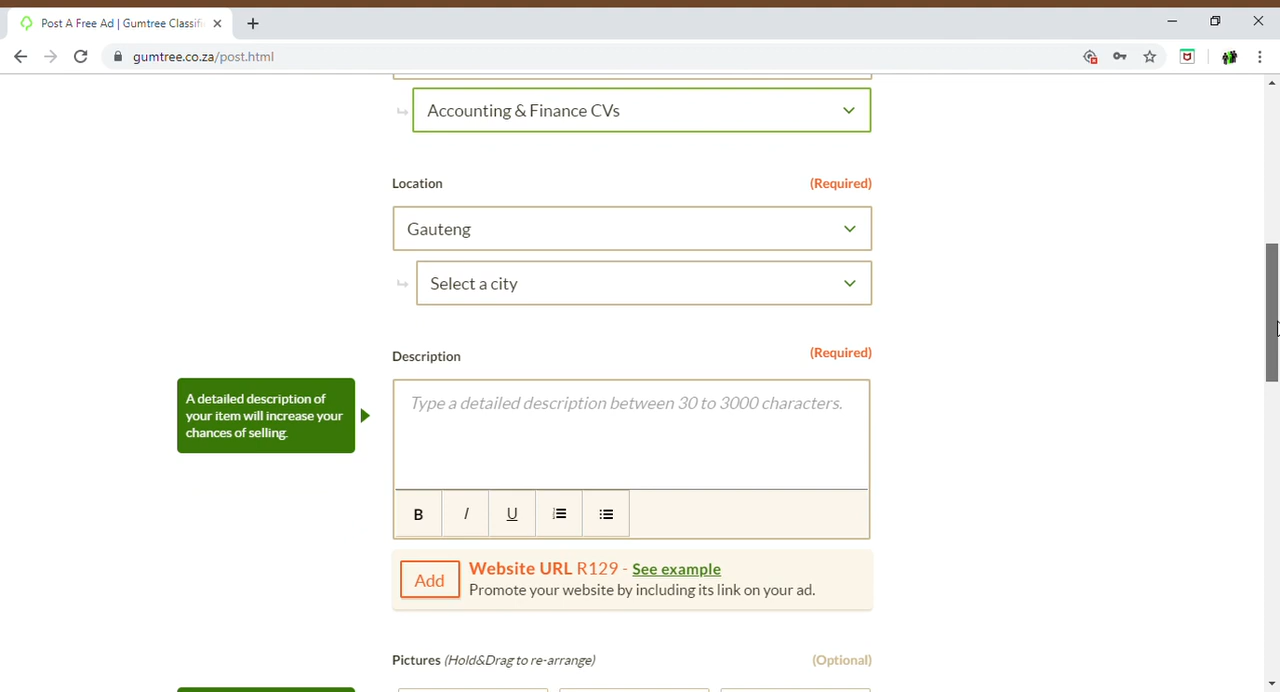 Post A Free Ad | Gumtree Classifi
gumtree.co.za/post.html
Accounting & Finance CVs
Location
(Required)
Gauteng
Select a city
Description
(Required)
A detailed description of
your item will increase your
chances of selling.
Type a detailed description between 30 to 3000 characters.
B I U
Add
Website URL R129 - See example
Promote your website by including its link on your ad.
Pictures (Hold&Drag to re-arrange)
(Optional)